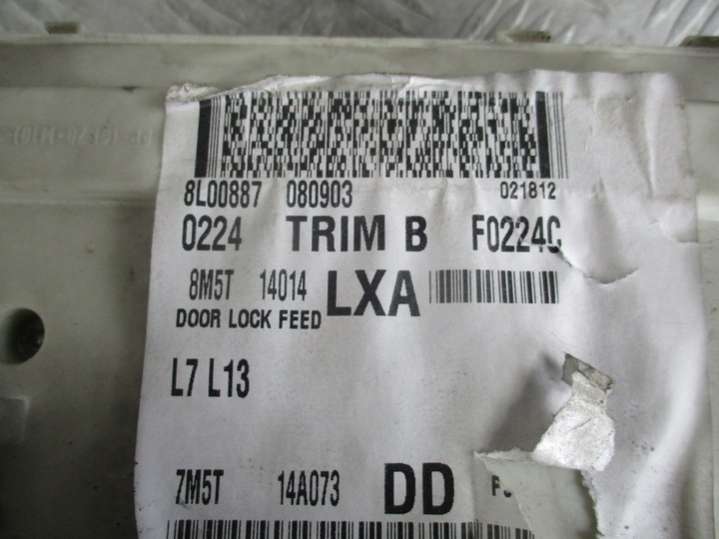 8L00887 080903 021812
0224 TRIM B F0224C
8M5T 14014 LXA
DOOR LOCK FEED
L7 L13
7M5T 14A073 DD